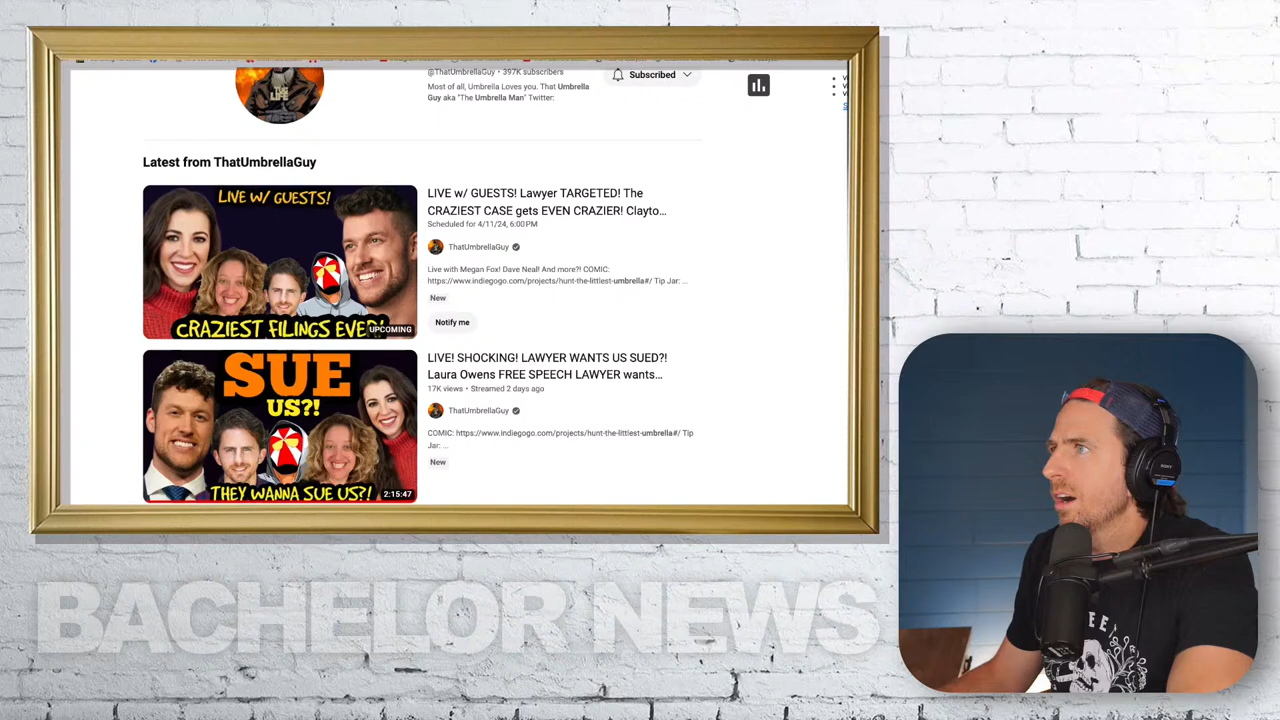 @ThatUmbrellaGuy • 397K subscribers
Most of all, Umbrella Loves you. That Umbrella
Guy aka "The Umbrella Man" Twitter:
Subscribed
Latest from ThatUmbrellaGuy
LIVE W/ GUESTS!
CRAZIEST FILINGS EVER!
UPCOMING
LIVE w/ GUESTS! Lawyer TARGETED! The
CRAZIEST CASE gets EVEN CRAZIER! Clayto...
Scheduled for 4/11/24, 6:00 PM
ThatUmbrellaGuy
Live with Megan Fox! Dave Neal! And more?! COMIC:
https://www.indiegogo.com/projects/hunt-the-littlest-umbrella#/ Tip Jar: ...
New
Notify me
SUE
US?!
THEY WANNA SUE US?!
2:15:47
LIVE! SHOCKING! LAWYER WANTS US SUED?!
Laura Owens FREE SPEECH LAWYER wants...
17K views • Streamed 2 days ago
ThatUmbrellaGuy
COMIC: https://www.indiegogo.com/projects/hunt-the-littlest-umbrella#/ Tip
Jar: ...
New
BACHELOR NEWS
SONY